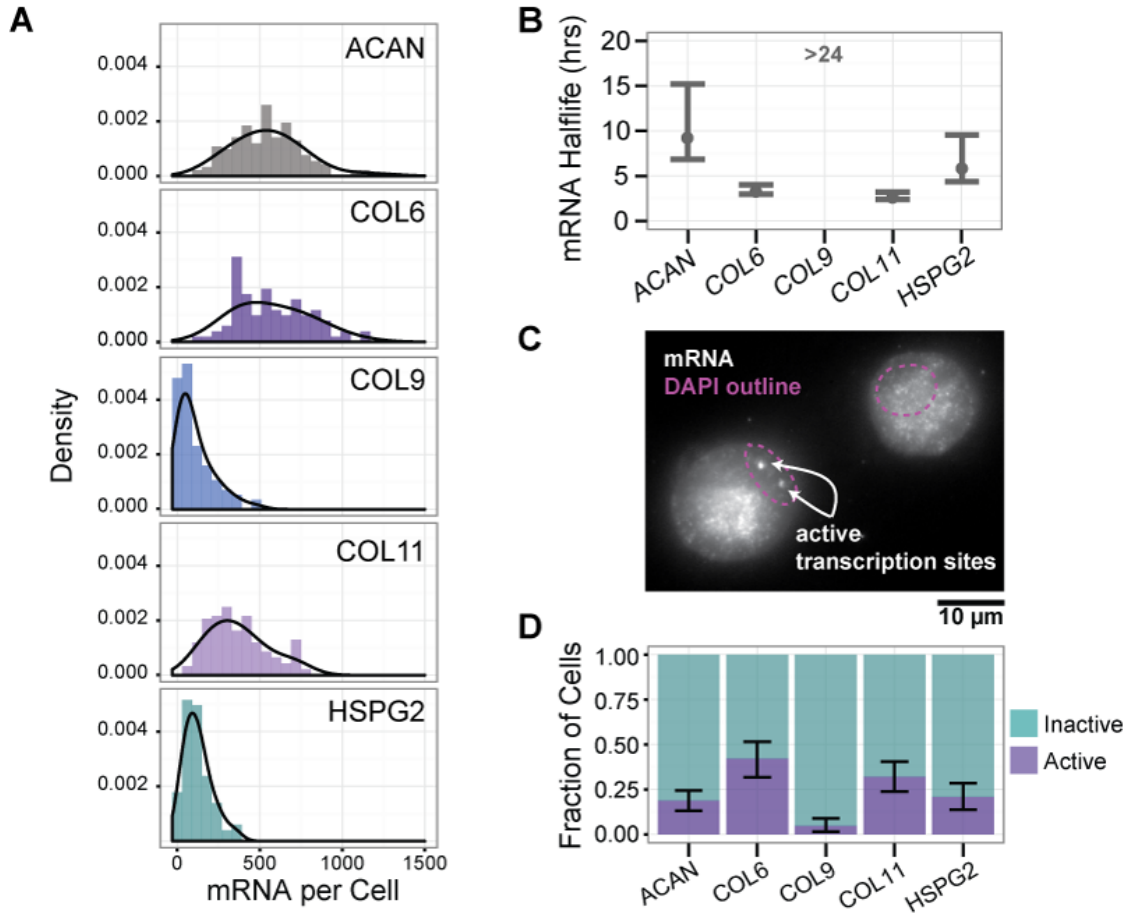 A
ACAN
0.004
0.002
0.000
COL6
0.004
0.002
0.000
COL9
0.004
0.002
0.000
COL11
0.004
0.002
0.000
HSPG2
0.004
0.002
Density
0 500 1000 1500
mRNA per Cell
B
mRNA Halflife (hrs)
20
15
10
5
0
>24
ACAN COL6 COL9 COL11 HSPG2
C
mRNA
DAPI outline
active
transcription sites
10 µm
D
Fraction of Cells
1.00
0.75
0.50
0.25
0.00
ACAN COL6 COL9 COL11 HSPG2
Inactive
Active